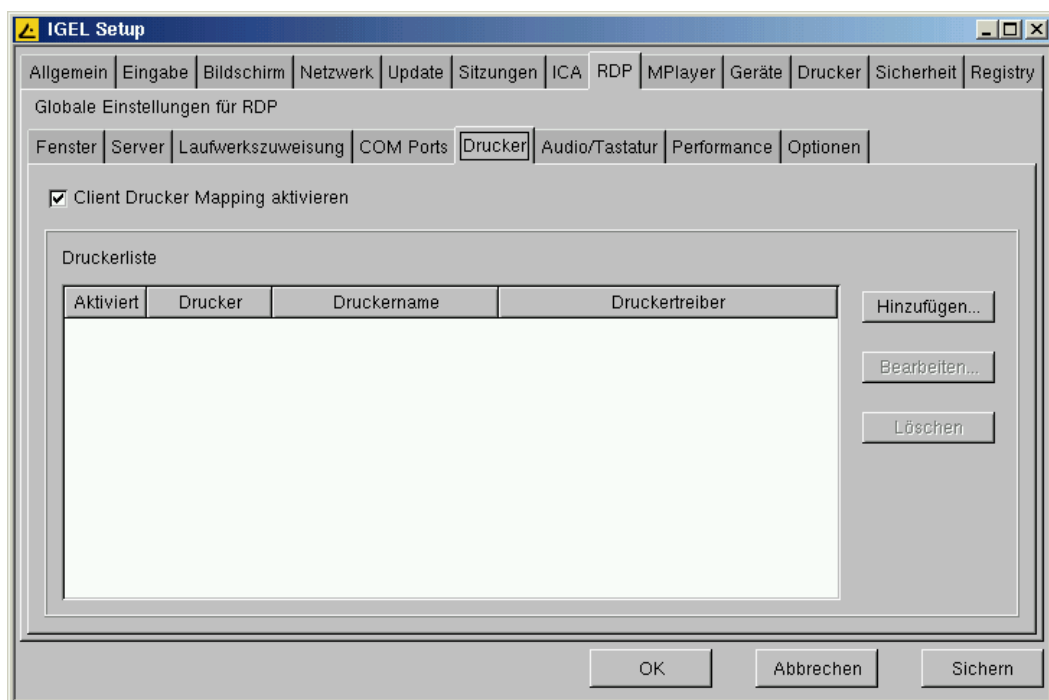 IGEL Setup
Allgemein Eingabe Bildschirm Netzwerk Update Sitzungen ICA RDP MPlayer Geräte Drucker Sicherheit Registry
Globale Einstellungen für RDP
Fenster Server Laufwerkszuweisung COM Ports Drucker Audio/Tastatur Performance Optionen
Client Drucker Mapping aktivieren
Druckerliste
Aktiviert Drucker Druckername Druckertreiber
Hinzufügen...
Bearbeiten...
Löschen
OK Abbrechen Sichern